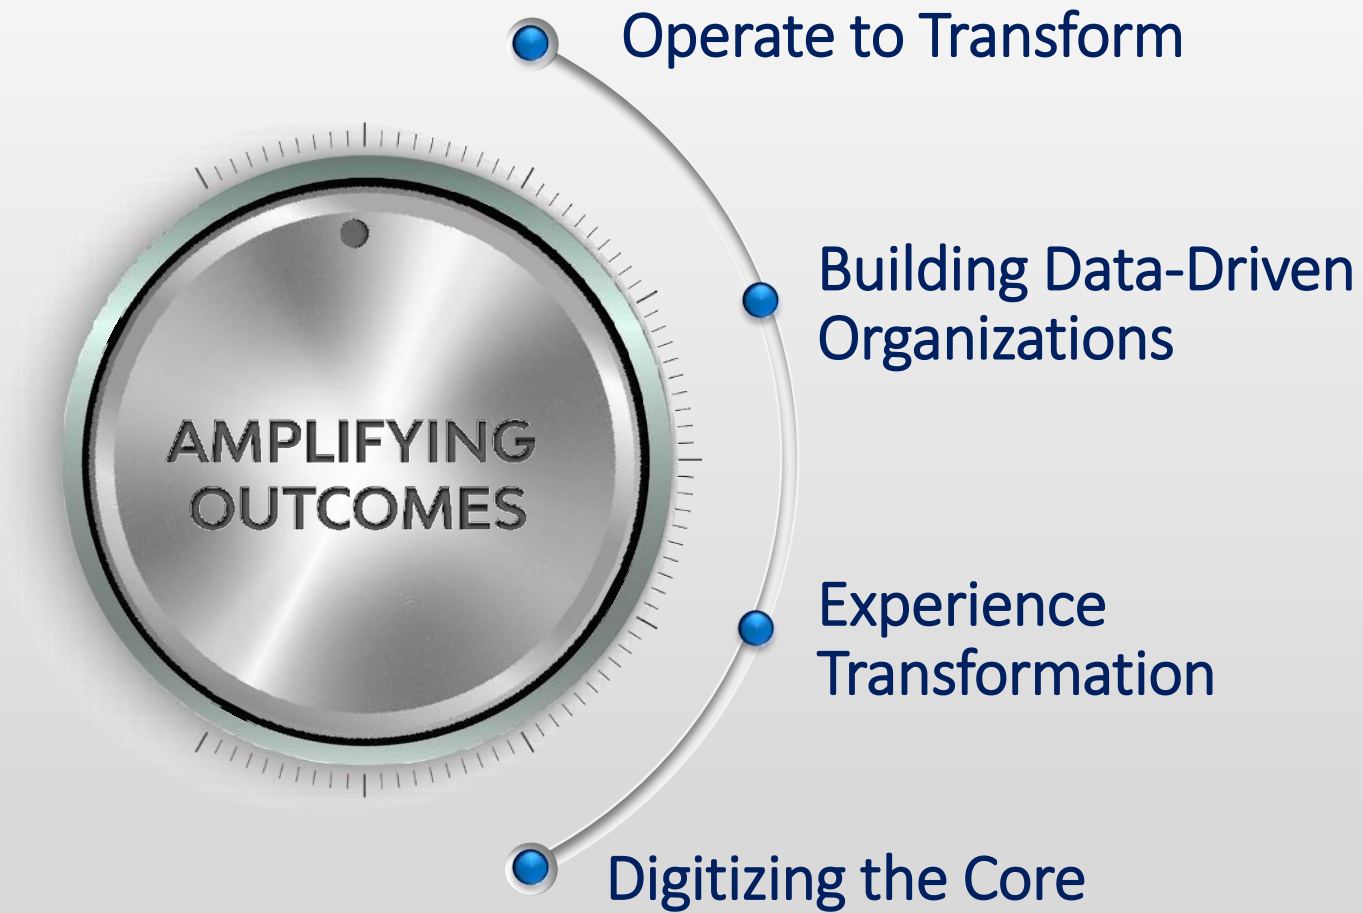 Operate to Transform
Building Data-Driven
Organizations
AMPLIFYING
OUTCOMES
Experience
Transformation
Digitizing the Core